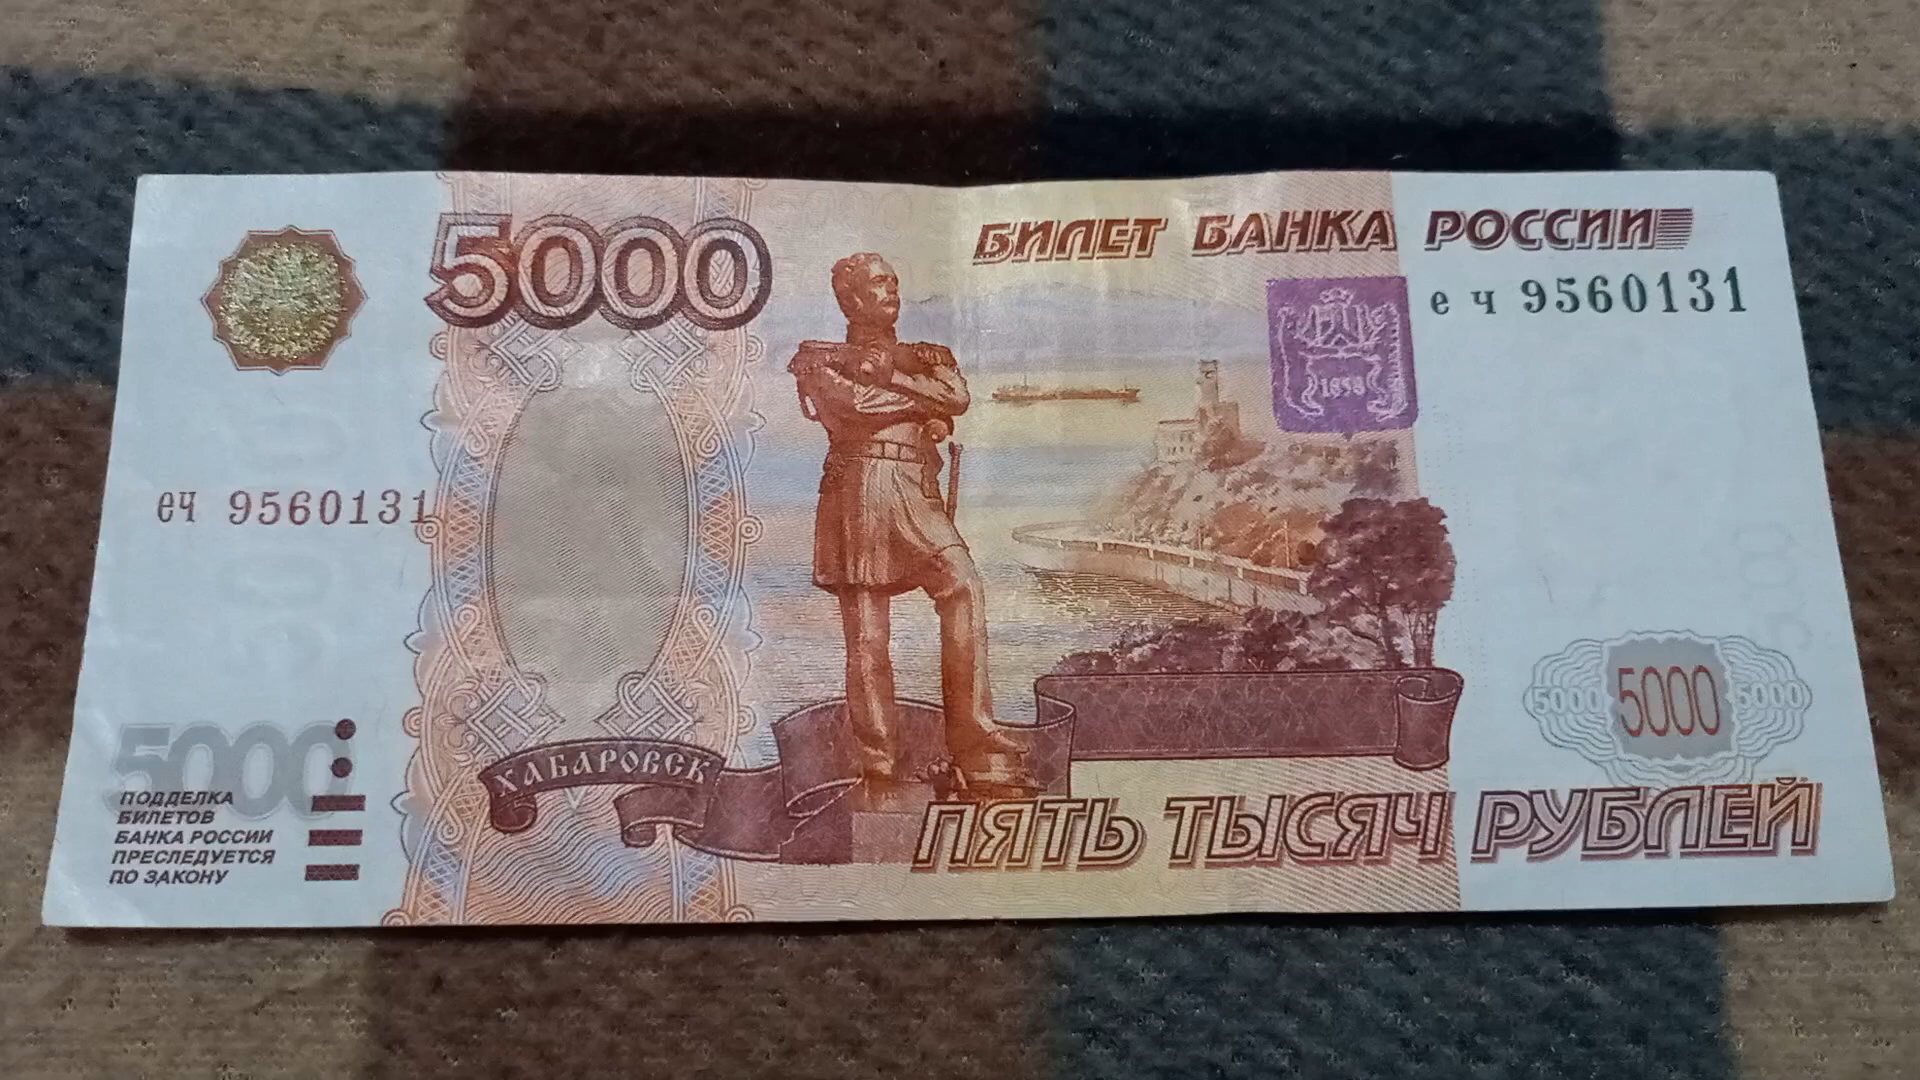 5000
БИЛЕТ БАНКА РОССИИ
е ч 9560131
1858
еч 9560131
5000 5000 5000
5000
ХАБАРОВСК
ПОДДЕЛКА
БИЛЕТОВ
БАНКА РОССИИ
ПРЕСЛЕДУЕТСЯ
ПО ЗАКОНУ
ПЯТЬ ТЫСЯЧ РУБЛЕЙ